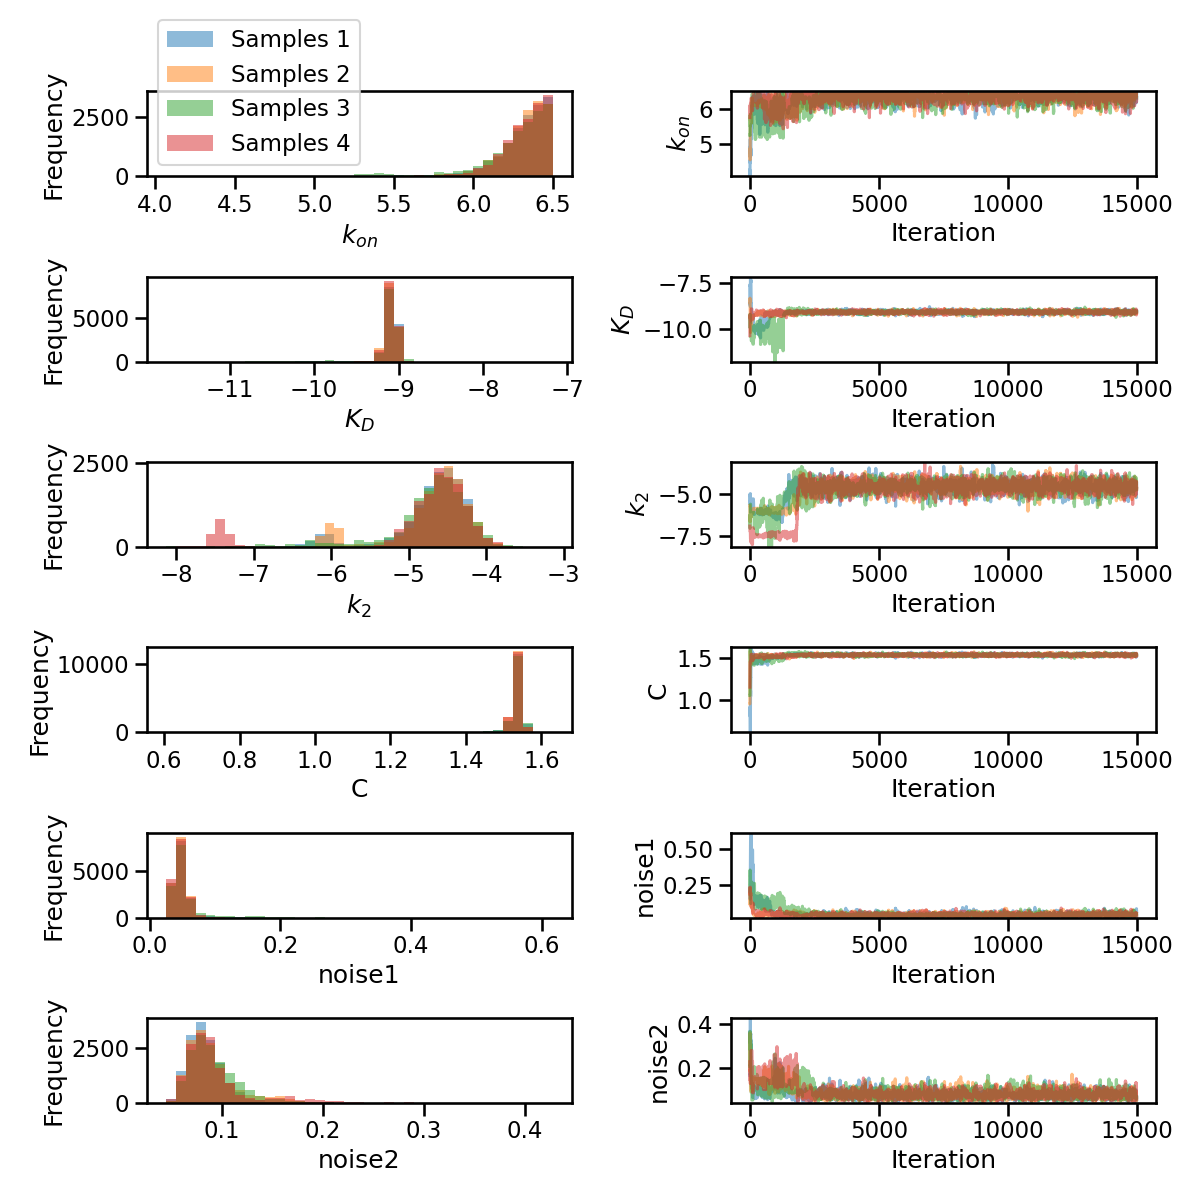 Samples 1
Samples 2
Samples 3
Samples 4
Frequency
2500
0
4.0 4.5 5.0 5.5 6.0 6.5
k_on
k_on
6
5
0 5000 10000 15000
Iteration
Frequency
5000
0
−11 −10 −9 −8 −7
K_D
K_D
−7.5
−10.0
0 5000 10000 15000
Iteration
Frequency
2500
0
−8 −7 −6 −5 −4 −3
k_2
k_2
−5.0
−7.5
0 5000 10000 15000
Iteration
Frequency
10000
0
0.6 0.8 1.0 1.2 1.4 1.6
C
C
1.5
1.0
0 5000 10000 15000
Iteration
Frequency
5000
0
0.0 0.2 0.4 0.6
noise1
noise1
0.50
0.25
0 5000 10000 15000
Iteration
Frequency
2500
0
0.1 0.2 0.3 0.4
noise2
noise2
0.4
0.2
0 5000 10000 15000
Iteration